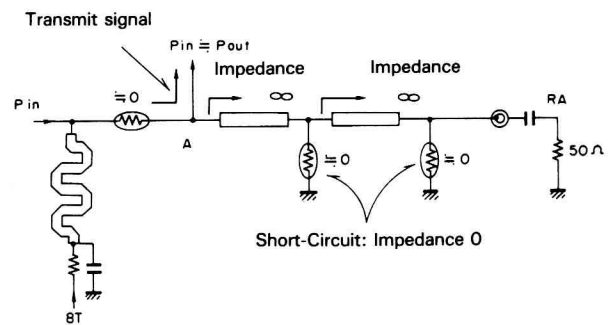 Transmit signal
Pin ≒ Pout
Impedance
Impedance
≒0
∞
∞
Pin
RA
A
50Ω
≒0
≒0
Short-Circuit: Impedance 0
8T